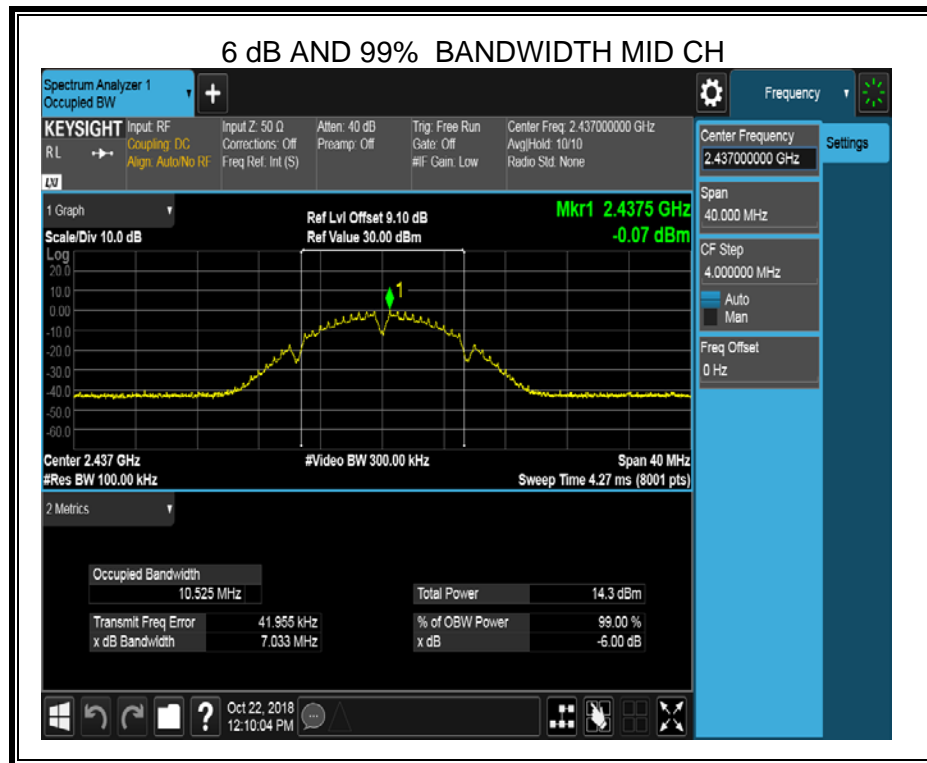 6 dB AND 99% BANDWIDTH MID CH
Spectrum Analyzer 1
Occupied BW
+
Frequency
KEYSIGHT
RL
LXI
Input: RF
Coupling: DC
Align: Auto/No RF
Input Z: 50 Ω
Corrections: Off
Freq Ref: Int (S)
Atten: 40 dB
Preamp: Off
Trig: Free Run
Gate: Off
#IF Gain: Low
Center Freq: 2.437000000 GHz
Avg|Hold: 10/10
Radio Std: None
Center Frequency
2.437000000 GHz
Settings
Span
40.000 MHz
CF Step
4.000000 MHz
Auto
Man
Freq Offset
0 Hz
1 Graph
Scale/Div 10.0 dB
Ref Lvl Offset 9.10 dB
Ref Value 30.00 dBm
Mkr1 2.4375 GHz
-0.07 dBm
Log
20.0
10.0
0.00
-10.0
-20.0
-30.0
-40.0
-50.0
-60.0
1
Center 2.437 GHz
#Res BW 100.00 kHz
#Video BW 300.00 kHz
Span 40 MHz
Sweep Time 4.27 ms (8001 pts)
2 Metrics
Occupied Bandwidth
10.525 MHz
Total Power 14.3 dBm
Transmit Freq Error 41.955 kHz
% of OBW Power 99.00 %
x dB Bandwidth 7.033 MHz
x dB -6.00 dB
?
Oct 22, 2018
12:10:04 PM